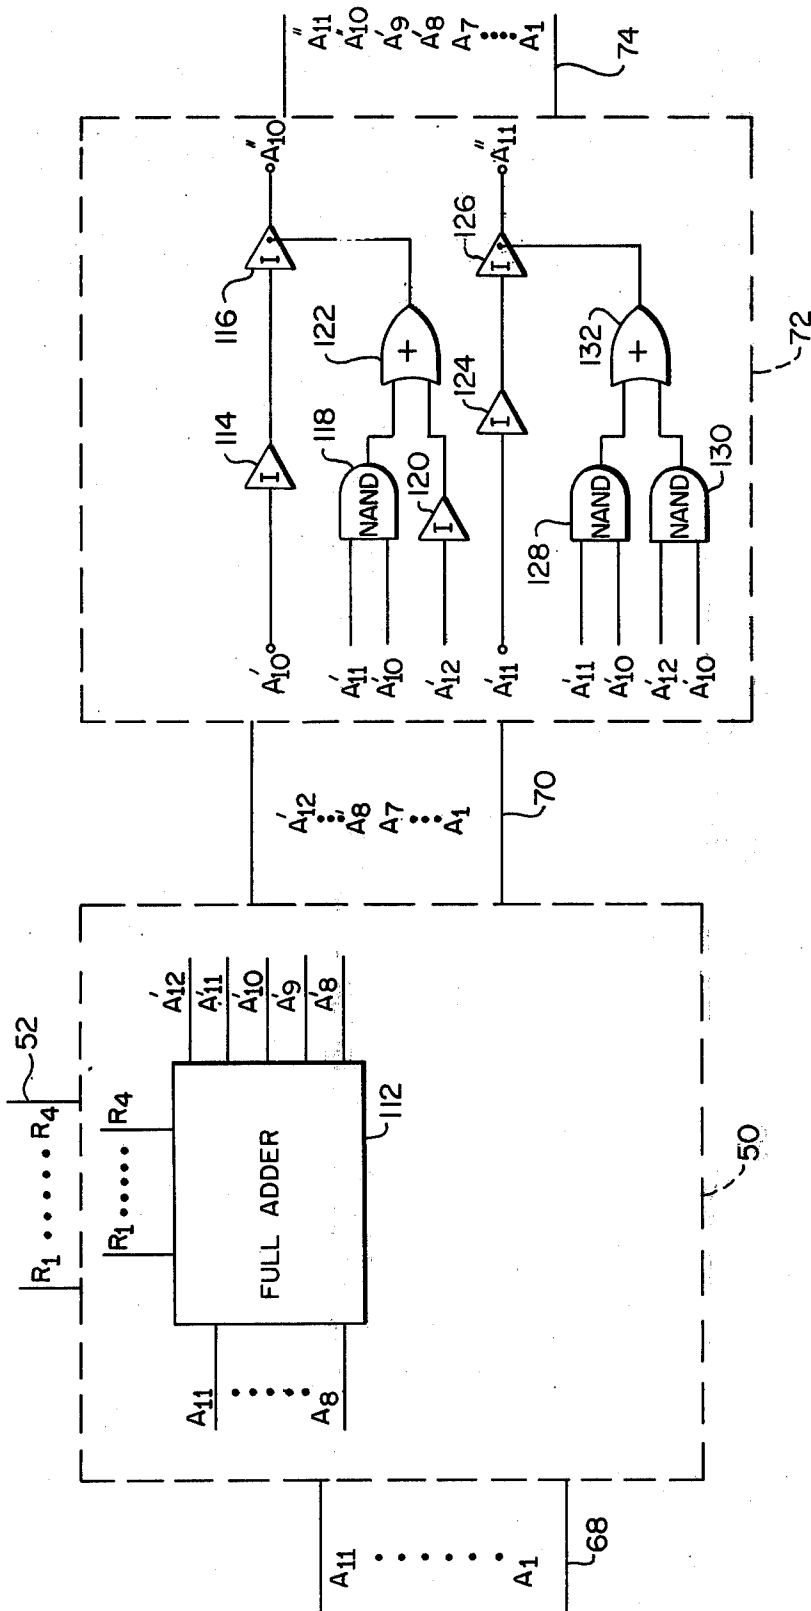 A11 ...... A1
68
R1 ..... R4
52
R1 ..... R4
A11 ..... A8
FULL ADDER
112
A'12
A'11
A'10
A'9
A'8
50
A'12 ... A'8 A7 ... A1
70
A'10
I
114
I
116
A"10
A'11
A'10
NAND
118
A'12
I
120
+
122
A'11
I
124
I
126
A"11
A'11
A'10
NAND
128
A'12
A'10
NAND
130
+
132
72
A"11 A"10 A'9 A'8 A7 .... A1
74